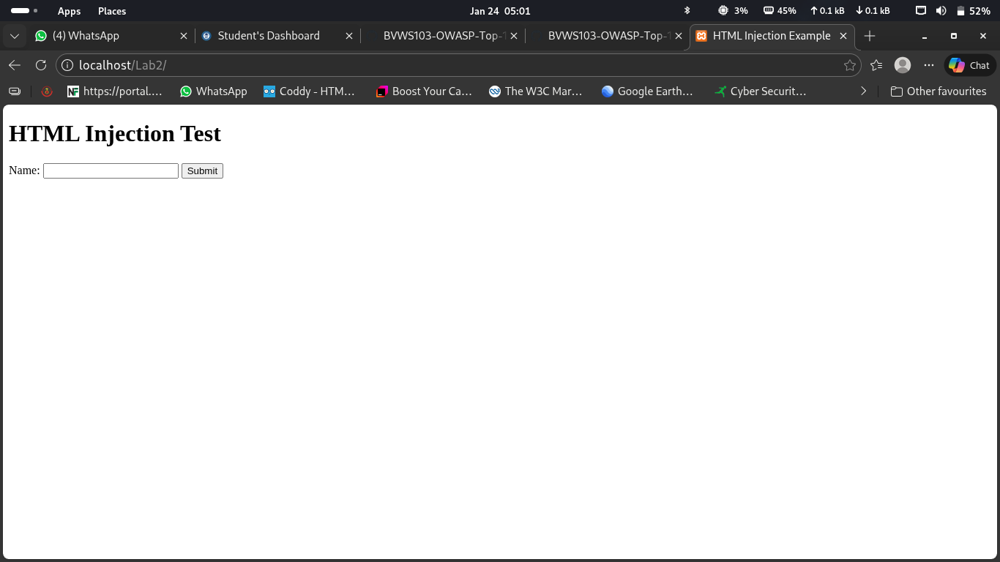 Apps Places Jan 24 05:01 3% 45% 0.1 kB 0.1 kB 52%
(4) WhatsApp Student's Dashboard BVWS103-OWASP-Top- BVWS103-OWASP-Top- HTML Injection Example
localhost/Lab2/ Chat
https://portal.... WhatsApp Coddy - HTM... Boost Your Ca... The W3C Mar... Google Earth... Cyber Securit... Other favourites
HTML Injection Test
Name: Submit